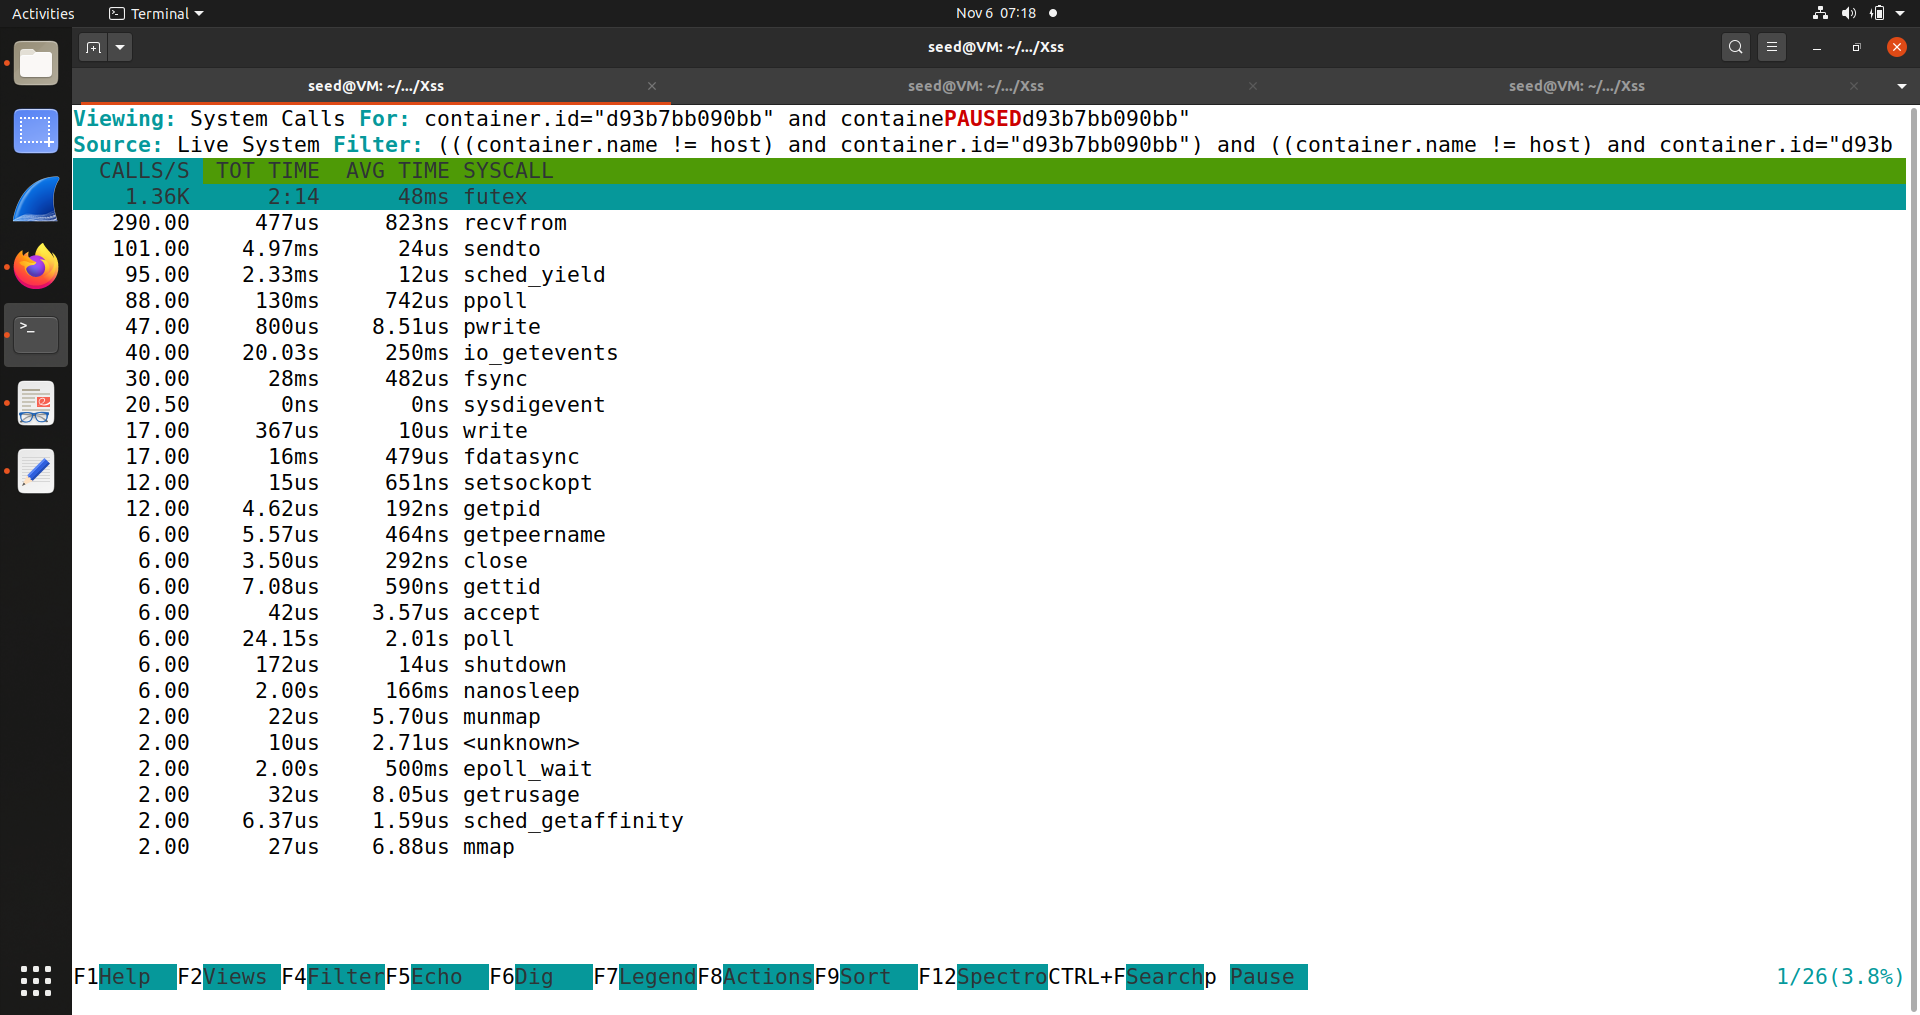 Activities Terminal Nov 6 07:18
seed@VM: ~/.../Xss
seed@VM: ~/.../Xss seed@VM: ~/.../Xss seed@VM: ~/.../Xss
Viewing: System Calls For: container.id="d93b7bb090bb" and containePAUSEDd93b7bb090bb"
Source: Live System Filter: (((container.name != host) and container.id="d93b7bb090bb") and ((container.name != host) and container.id="d93b
CALLS/S TOT TIME AVG TIME SYSCALL
1.36K 2:14 48ms futex
290.00 477us 823ns recvfrom
101.00 4.97ms 24us sendto
95.00 2.33ms 12us sched_yield
88.00 130ms 742us ppoll
47.00 800us 8.51us pwrite
40.00 20.03s 250ms io_getevents
30.00 28ms 482us fsync
20.50 0ns 0ns sysdigevent
17.00 367us 10us write
17.00 16ms 479us fdatasync
12.00 15us 651ns setsockopt
12.00 4.62us 192ns getpid
6.00 5.57us 464ns getpeername
6.00 3.50us 292ns close
6.00 7.08us 590ns gettid
6.00 42us 3.57us accept
6.00 24.15s 2.01s poll
6.00 172us 14us shutdown
6.00 2.00s 166ms nanosleep
2.00 22us 5.70us munmap
2.00 10us 2.71us <unknown>
2.00 2.00s 500ms epoll_wait
2.00 32us 8.05us getrusage
2.00 6.37us 1.59us sched_getaffinity
2.00 27us 6.88us mmap
F1Help F2Views F4FilterF5Echo F6Dig F7LegendF8ActionsF9Sort F12SpectroCTRL+FSearchp Pause 1/26(3.8%)